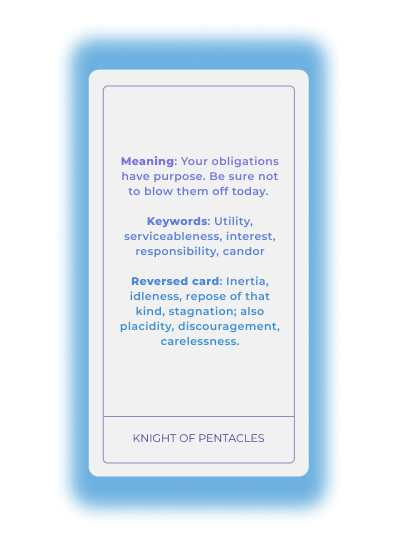 Meaning: Your obligations
have purpose. Be sure not
to blow them off today.
Keywords: Utility,
serviceableness, interest,
responsibility, candor
Reversed card: Inertia,
idleness, repose of that
kind, stagnation; also
placidity, discouragement,
carelessness.
KNIGHT OF PENTACLES